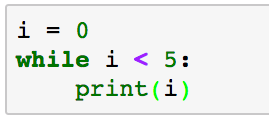 i = 0
while i < 5:
    print(i)